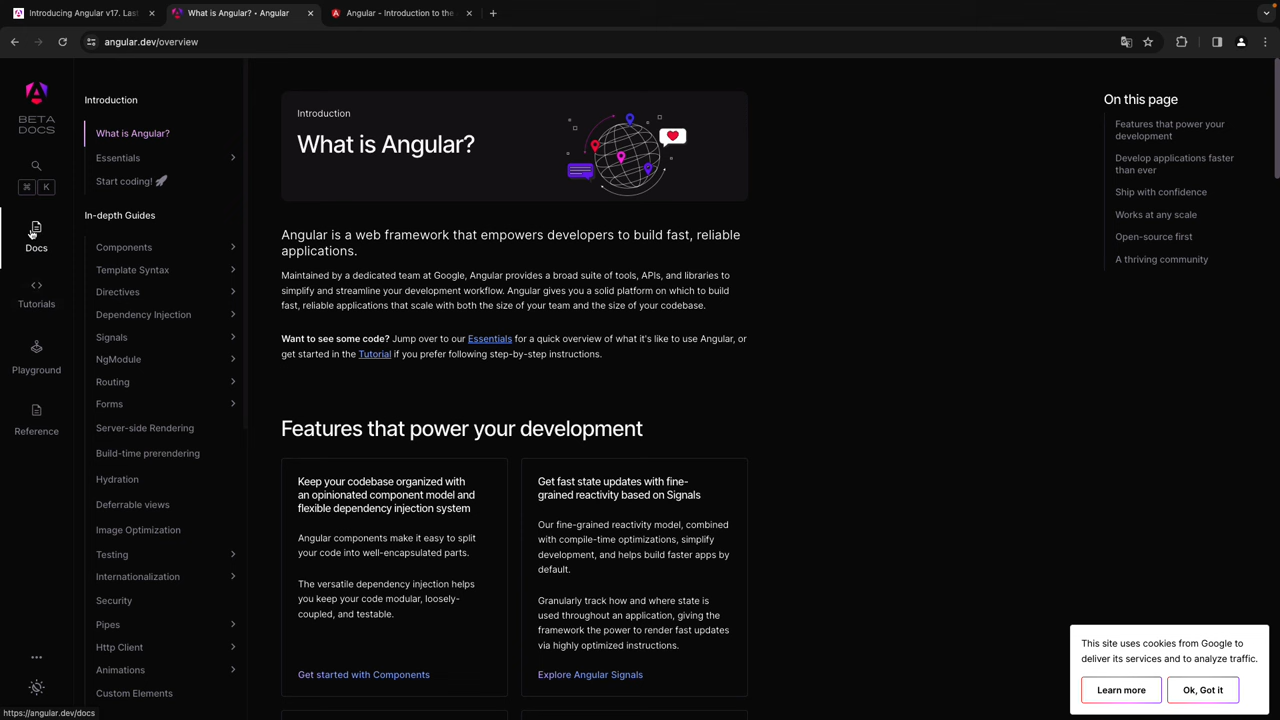 Introducing Angular v17. Last
What is Angular? • Angular
Angular - Introduction to the
angular.dev/overview
BETA
DOCS
⌘ K
Docs
Tutorials
Playground
Reference
Introduction
What is Angular?
Essentials
Start coding! 🚀
In-depth Guides
Components
Template Syntax
Directives
Dependency Injection
Signals
NgModule
Routing
Forms
Server-side Rendering
Build-time prerendering
Hydration
Deferrable views
Image Optimization
Testing
Internationalization
Security
Pipes
Http Client
Animations
Custom Elements
Introduction
What is Angular?
Angular is a web framework that empowers developers to build fast, reliable
applications.
Maintained by a dedicated team at Google, Angular provides a broad suite of tools, APIs, and libraries to
simplify and streamline your development workflow. Angular gives you a solid platform on which to build
fast, reliable applications that scale with both the size of your team and the size of your codebase.
Want to see some code? Jump over to our Essentials for a quick overview of what it's like to use Angular, or
get started in the Tutorial if you prefer following step-by-step instructions.
Features that power your development
Keep your codebase organized with
an opinionated component model and
flexible dependency injection system
Angular components make it easy to split
your code into well-encapsulated parts.
The versatile dependency injection helps
you keep your code modular, loosely-
coupled, and testable.
Get started with Components
Get fast state updates with fine-
grained reactivity based on Signals
Our fine-grained reactivity model, combined
with compile-time optimizations, simplify
development, and helps build faster apps by
default.
Granularly track how and where state is
used throughout an application, giving the
framework the power to render fast updates
via highly optimized instructions.
Explore Angular Signals
On this page
Features that power your
development
Develop applications faster
than ever
Ship with confidence
Works at any scale
Open-source first
A thriving community
This site uses cookies from Google to
deliver its services and to analyze traffic.
Learn more
Ok, Got it
https://angular.dev/docs